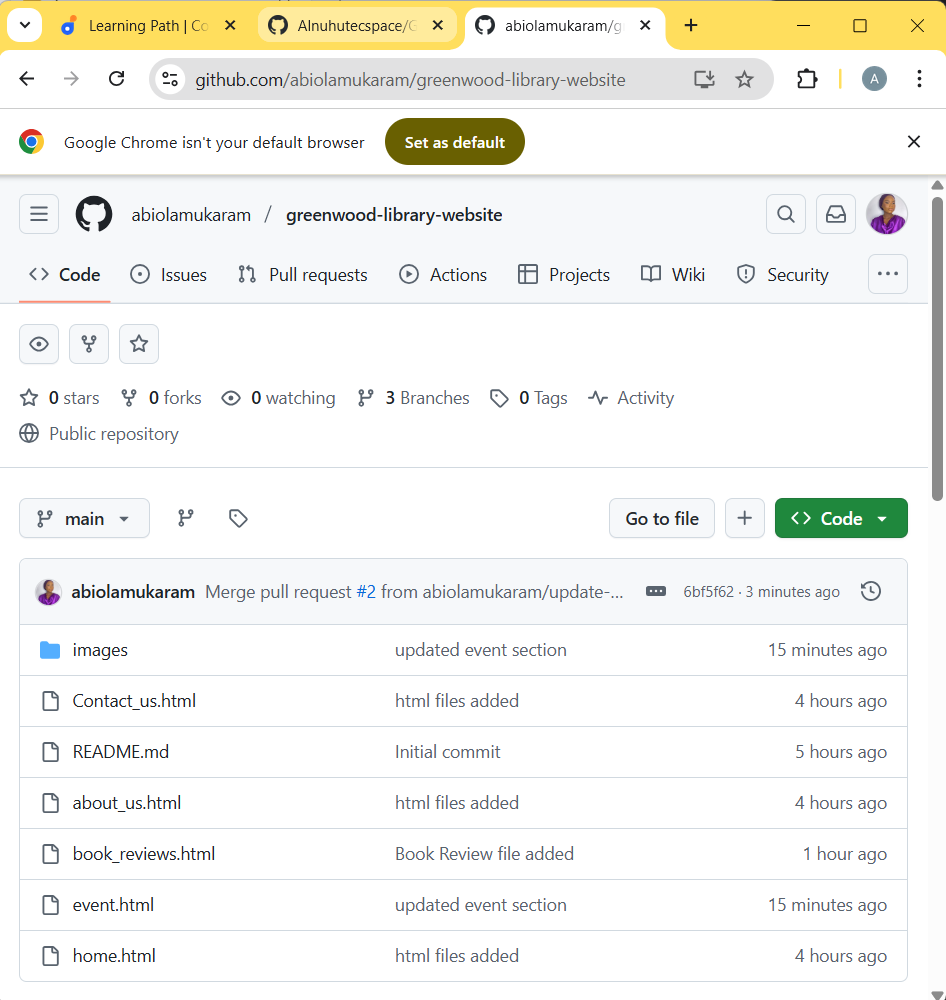 Learning Path | Co
Alnuhutecspace/G
abiolamukaram/g
github.com/abiolamukaram/greenwood-library-website
A
Google Chrome isn't your default browser
Set as default
abiolamukaram / greenwood-library-website
Code Issues Pull requests Actions Projects Wiki Security
0 stars 0 forks 0 watching 3 Branches 0 Tags Activity
Public repository
main Go to file Code
abiolamukaram Merge pull request #2 from abiolamukaram/update-... 6bf5f62 · 3 minutes ago
images updated event section 15 minutes ago
Contact_us.html html files added 4 hours ago
README.md Initial commit 5 hours ago
about_us.html html files added 4 hours ago
book_reviews.html Book Review file added 1 hour ago
event.html updated event section 15 minutes ago
home.html html files added 4 hours ago